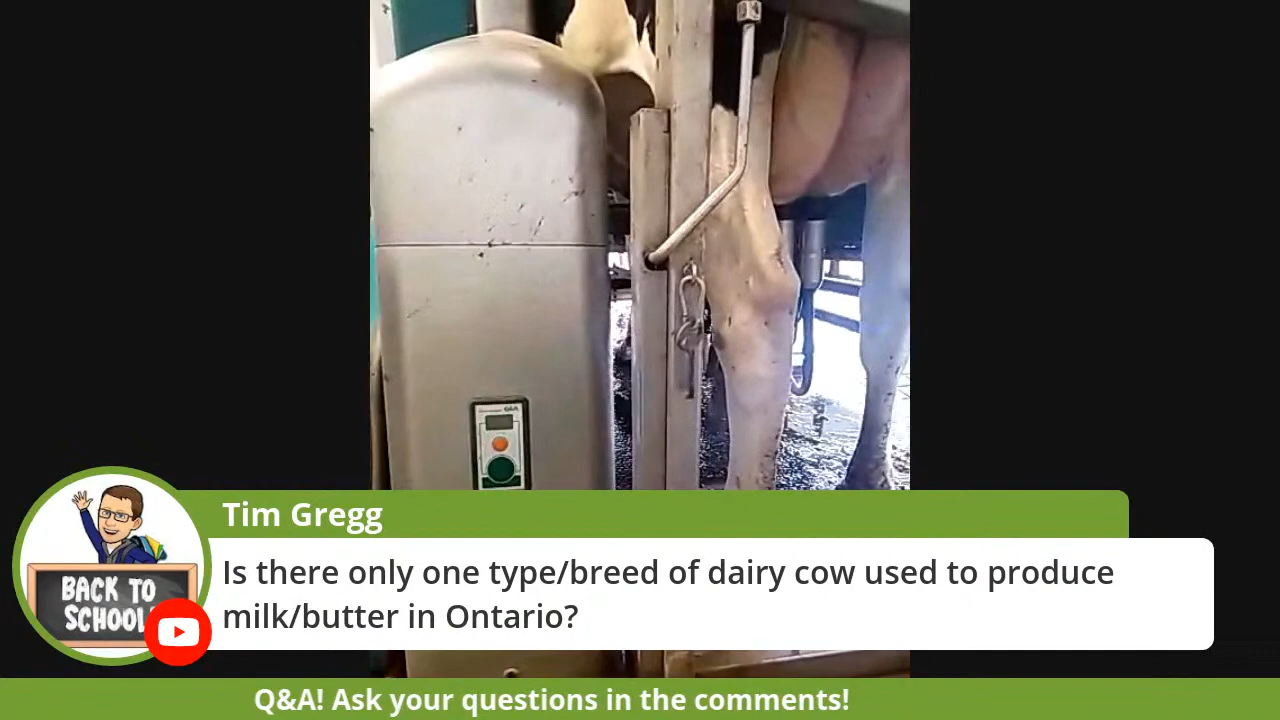 Tim Gregg
Is there only one type/breed of dairy cow used to produce
milk/butter in Ontario?
BACK TO
SCHOOL
Q&A! Ask your questions in the comments!